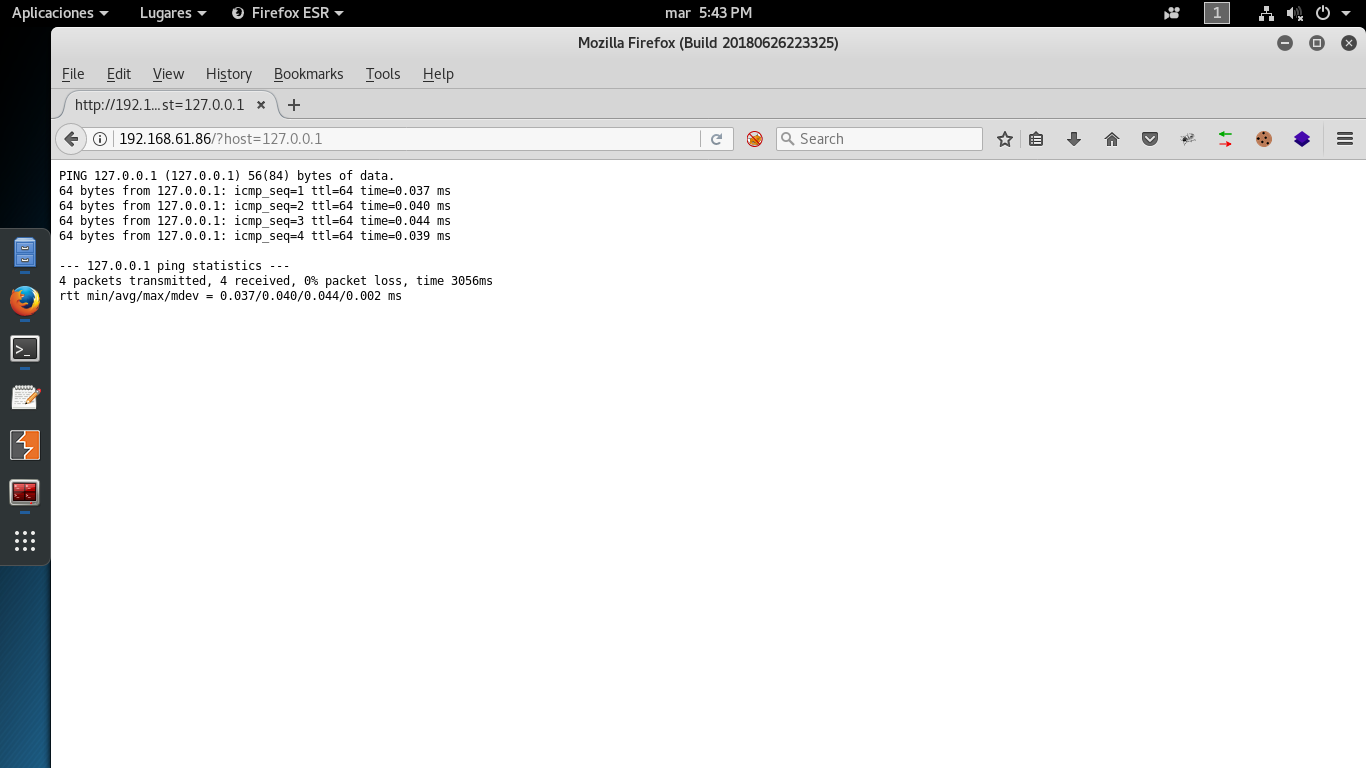 Aplicaciones Lugares Firefox ESR mar 5:43 PM 1
Mozilla Firefox (Build 20180626223325)
File Edit View History Bookmarks Tools Help
http://192.1...st=127.0.0.1
192.168.61.86/?host=127.0.0.1 Search
PING 127.0.0.1 (127.0.0.1) 56(84) bytes of data.
64 bytes from 127.0.0.1: icmp_seq=1 ttl=64 time=0.037 ms
64 bytes from 127.0.0.1: icmp_seq=2 ttl=64 time=0.040 ms
64 bytes from 127.0.0.1: icmp_seq=3 ttl=64 time=0.044 ms
64 bytes from 127.0.0.1: icmp_seq=4 ttl=64 time=0.039 ms
--- 127.0.0.1 ping statistics ---
4 packets transmitted, 4 received, 0% packet loss, time 3056ms
rtt min/avg/max/mdev = 0.037/0.040/0.044/0.002 ms